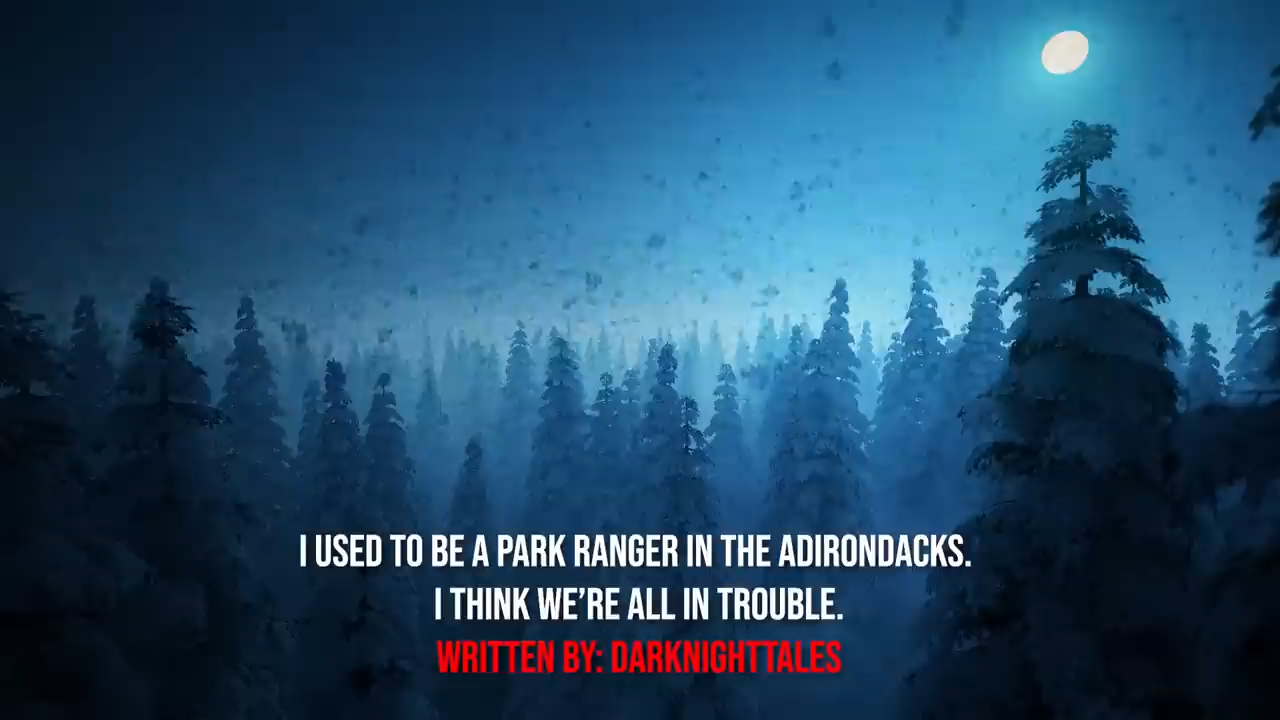 I USED TO BE A PARK RANGER IN THE ADIRONDACKS.
I THINK WE’RE ALL IN TROUBLE.
WRITTEN BY: DARKNIGHTTALES